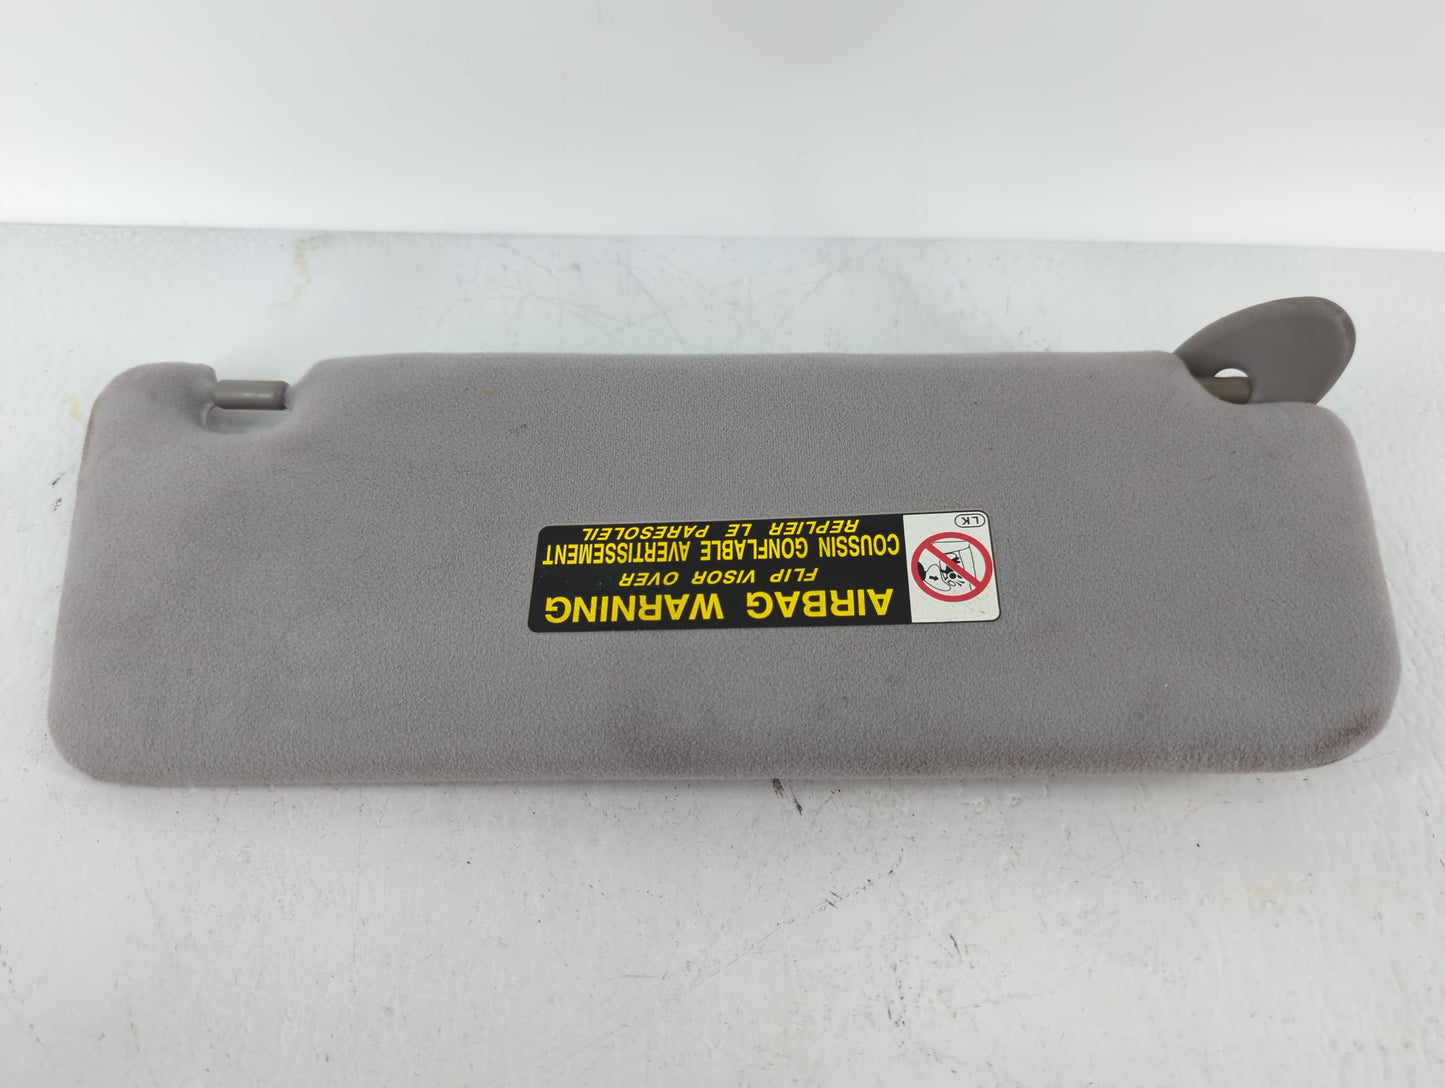 AIRBAG WARNING
FLIP VISOR OVER
COUSSIN GONFLABLE AVERTISSEMENT
REPLIER LE PARESOLEIL
LK